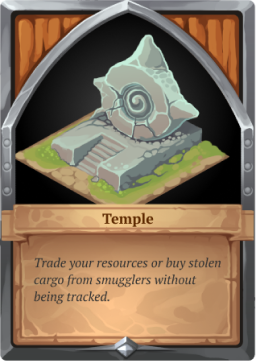 Temple
Trade your resources or buy stolen
cargo from smugglers without
being tracked.